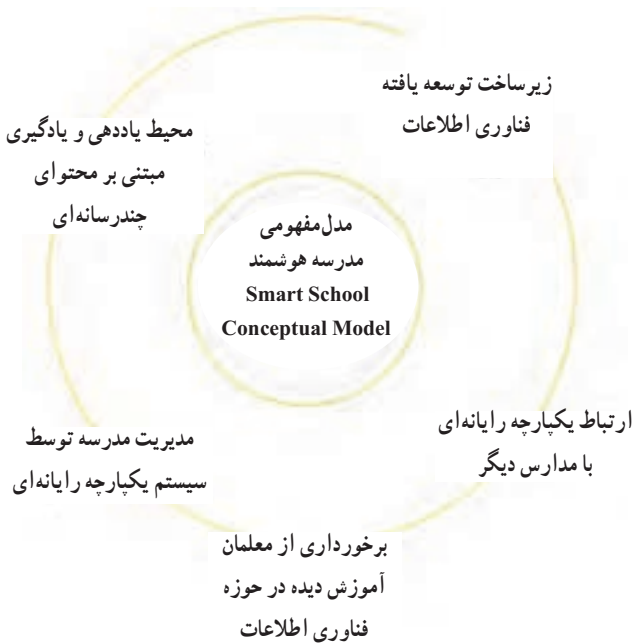 زیرساخت توسعه یافته
فناوری اطلاعات
محیط یاددهی و یادگیری
مبتنی بر محتوای
چندرسانه‌ای
مدل‌مفهومی
مدرسه هوشمند
Smart School
Conceptual Model
ارتباط یکپارچه رایانه‌ای
با مدارس دیگر
مدیریت مدرسه توسط
سیستم یکپارچه رایانه‌ای
برخورداری از معلمان
آموزش دیده در حوزه
فناوری اطلاعات